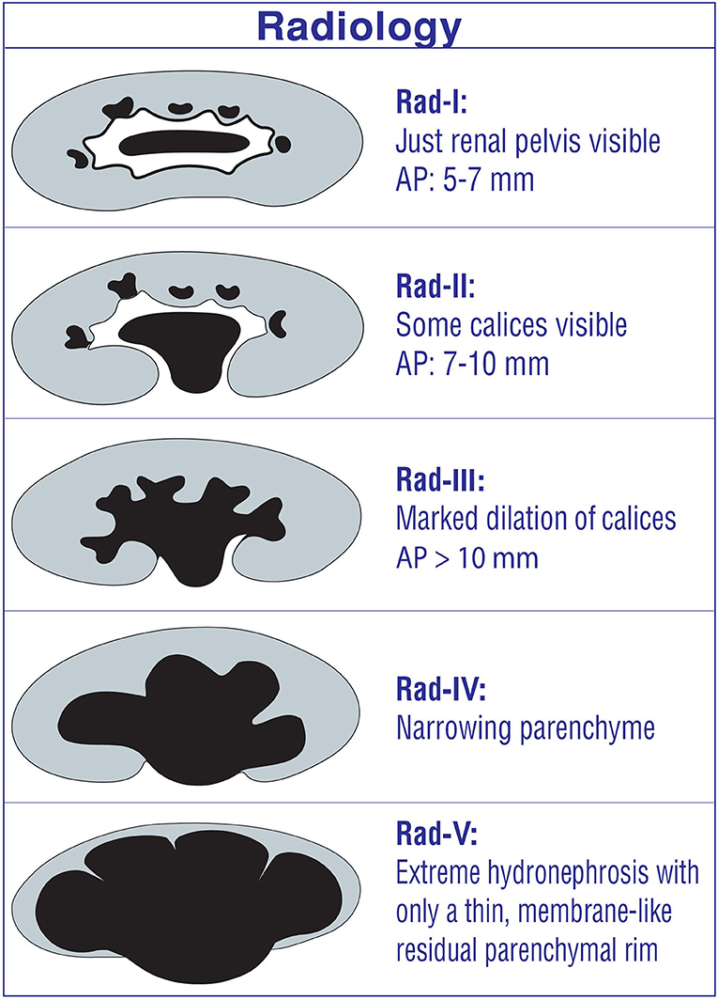 Radiology
Rad-I:
Just renal pelvis visible
AP: 5-7 mm
Rad-II:
Some calices visible
AP: 7-10 mm
Rad-III:
Marked dilation of calices
AP > 10 mm
Rad-IV:
Narrowing parenchyme
Rad-V:
Extreme hydronephrosis with
only a thin, membrane-like
residual parenchymal rim